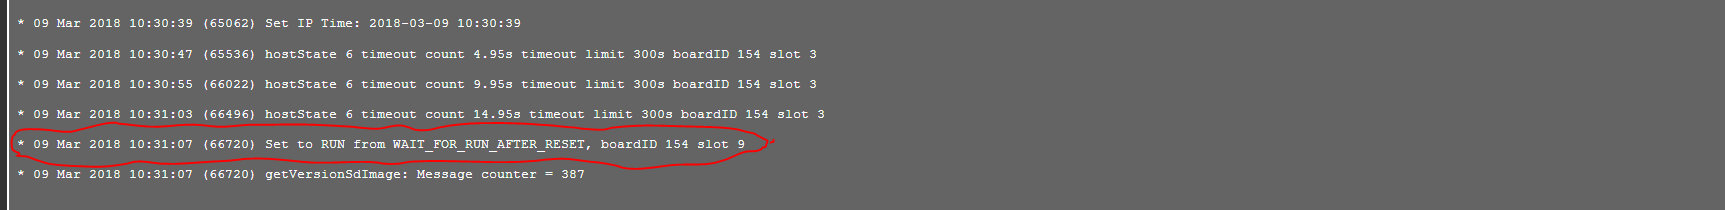 * 09 Mar 2018 10:30:39 (65062) Set IP Time: 2018-03-09 10:30:39
* 09 Mar 2018 10:30:47 (65536) hostState 6 timeout count 4.95s timeout limit 300s boardID 154 slot 3
* 09 Mar 2018 10:30:55 (66022) hostState 6 timeout count 9.95s timeout limit 300s boardID 154 slot 3
* 09 Mar 2018 10:31:03 (66496) hostState 6 timeout count 14.95s timeout limit 300s boardID 154 slot 3
* 09 Mar 2018 10:31:07 (66720) Set to RUN from WAIT_FOR_RUN_AFTER_RESET, boardID 154 slot 9
* 09 Mar 2018 10:31:07 (66720) getVersionSdImage: Message counter = 387